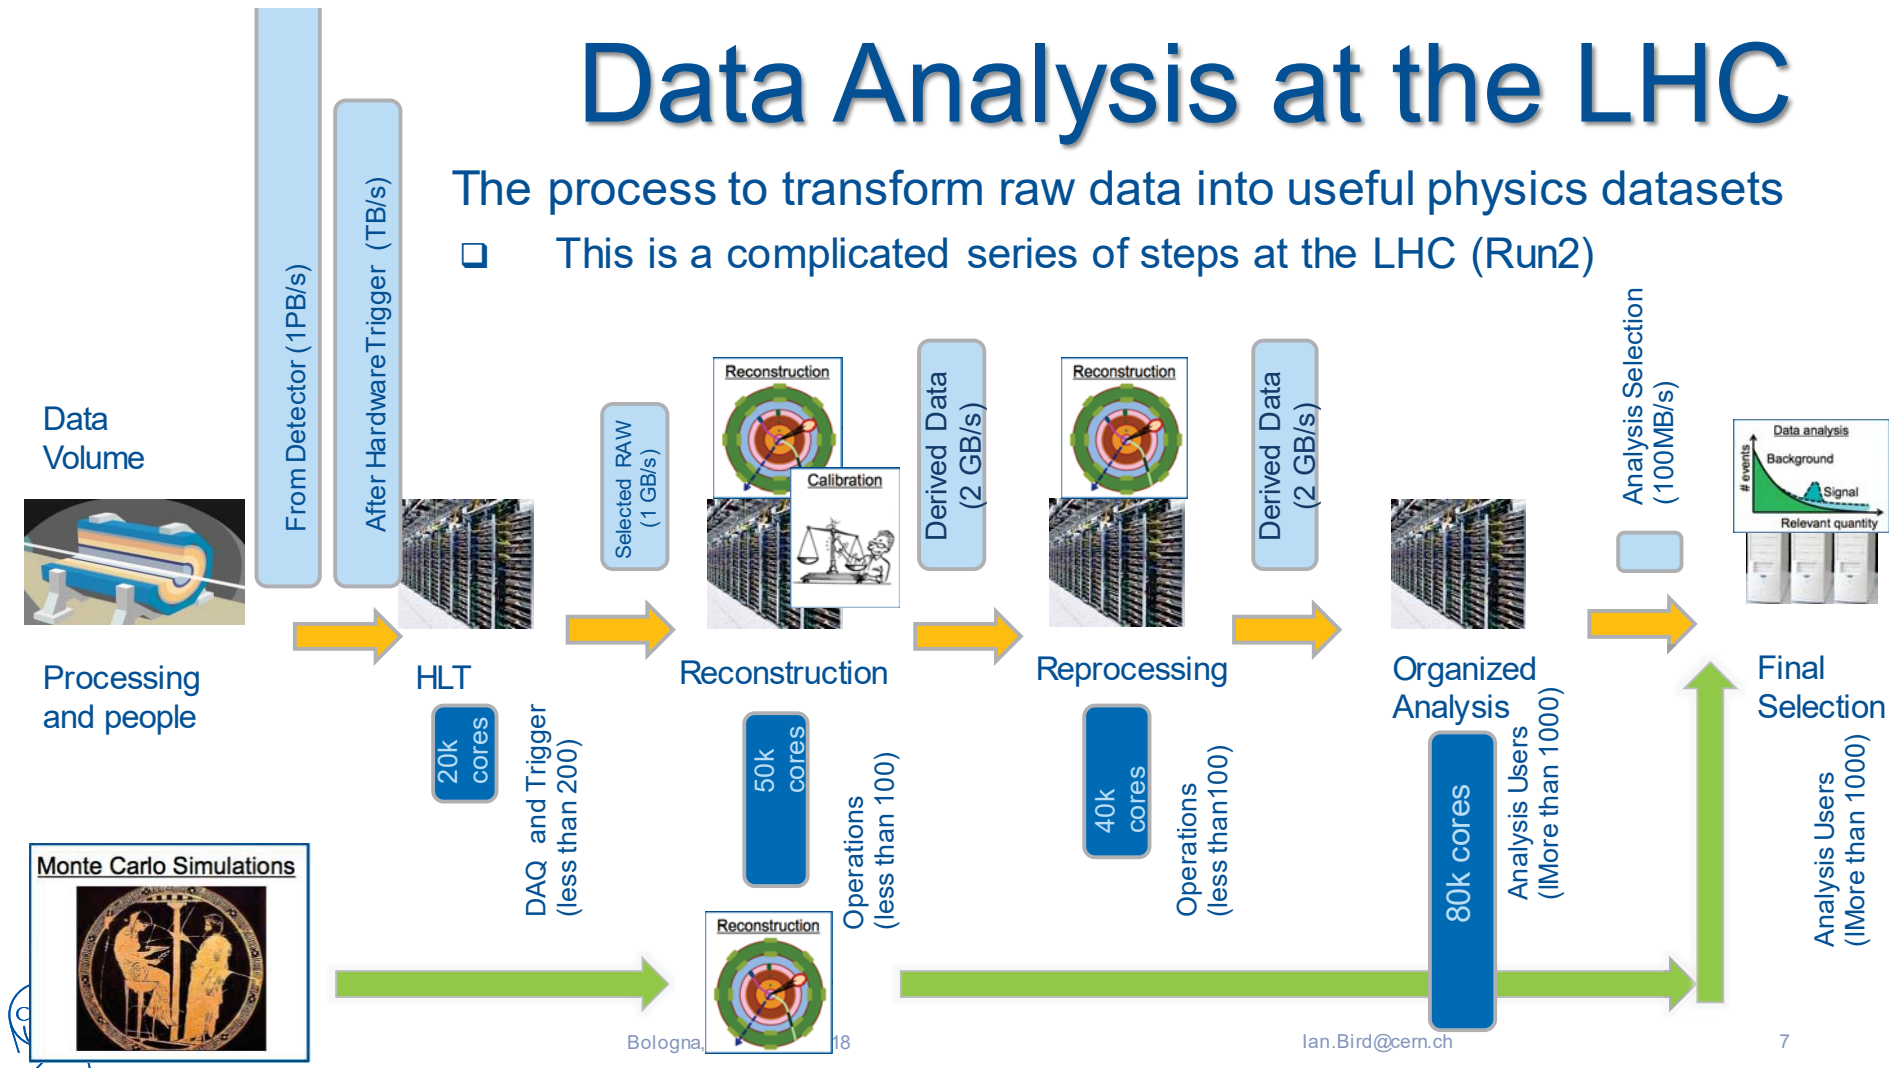 Data Analysis at the LHC
The process to transform raw data into useful physics datasets
❑ This is a complicated series of steps at the LHC (Run2)
Data
Volume
From Detector (1PB/s)
After Hardware Trigger (TB/s)
Selected RAW
(1 GB/s)
Reconstruction
Calibration
Derived Data
(2 GB/s)
Reconstruction
Derived Data
(2 GB/s)
Analysis Selection
(100MB/s)
Data analysis
# events
Background
Signal
Relevant quantity
Processing
and people
HLT
Reconstruction
Reprocessing
Organized
Analysis
Final
Selection
20k
cores
DAQ and Trigger
(less than 200)
50k
cores
Operations
(less than 100)
40k
cores
Operations
(less than100)
80k cores
Analysis Users
(lMore than 1000)
Analysis Users
(lMore than 1000)
Monte Carlo Simulations
Reconstruction
Bologna,
18
Ian.Bird@cern.ch
7